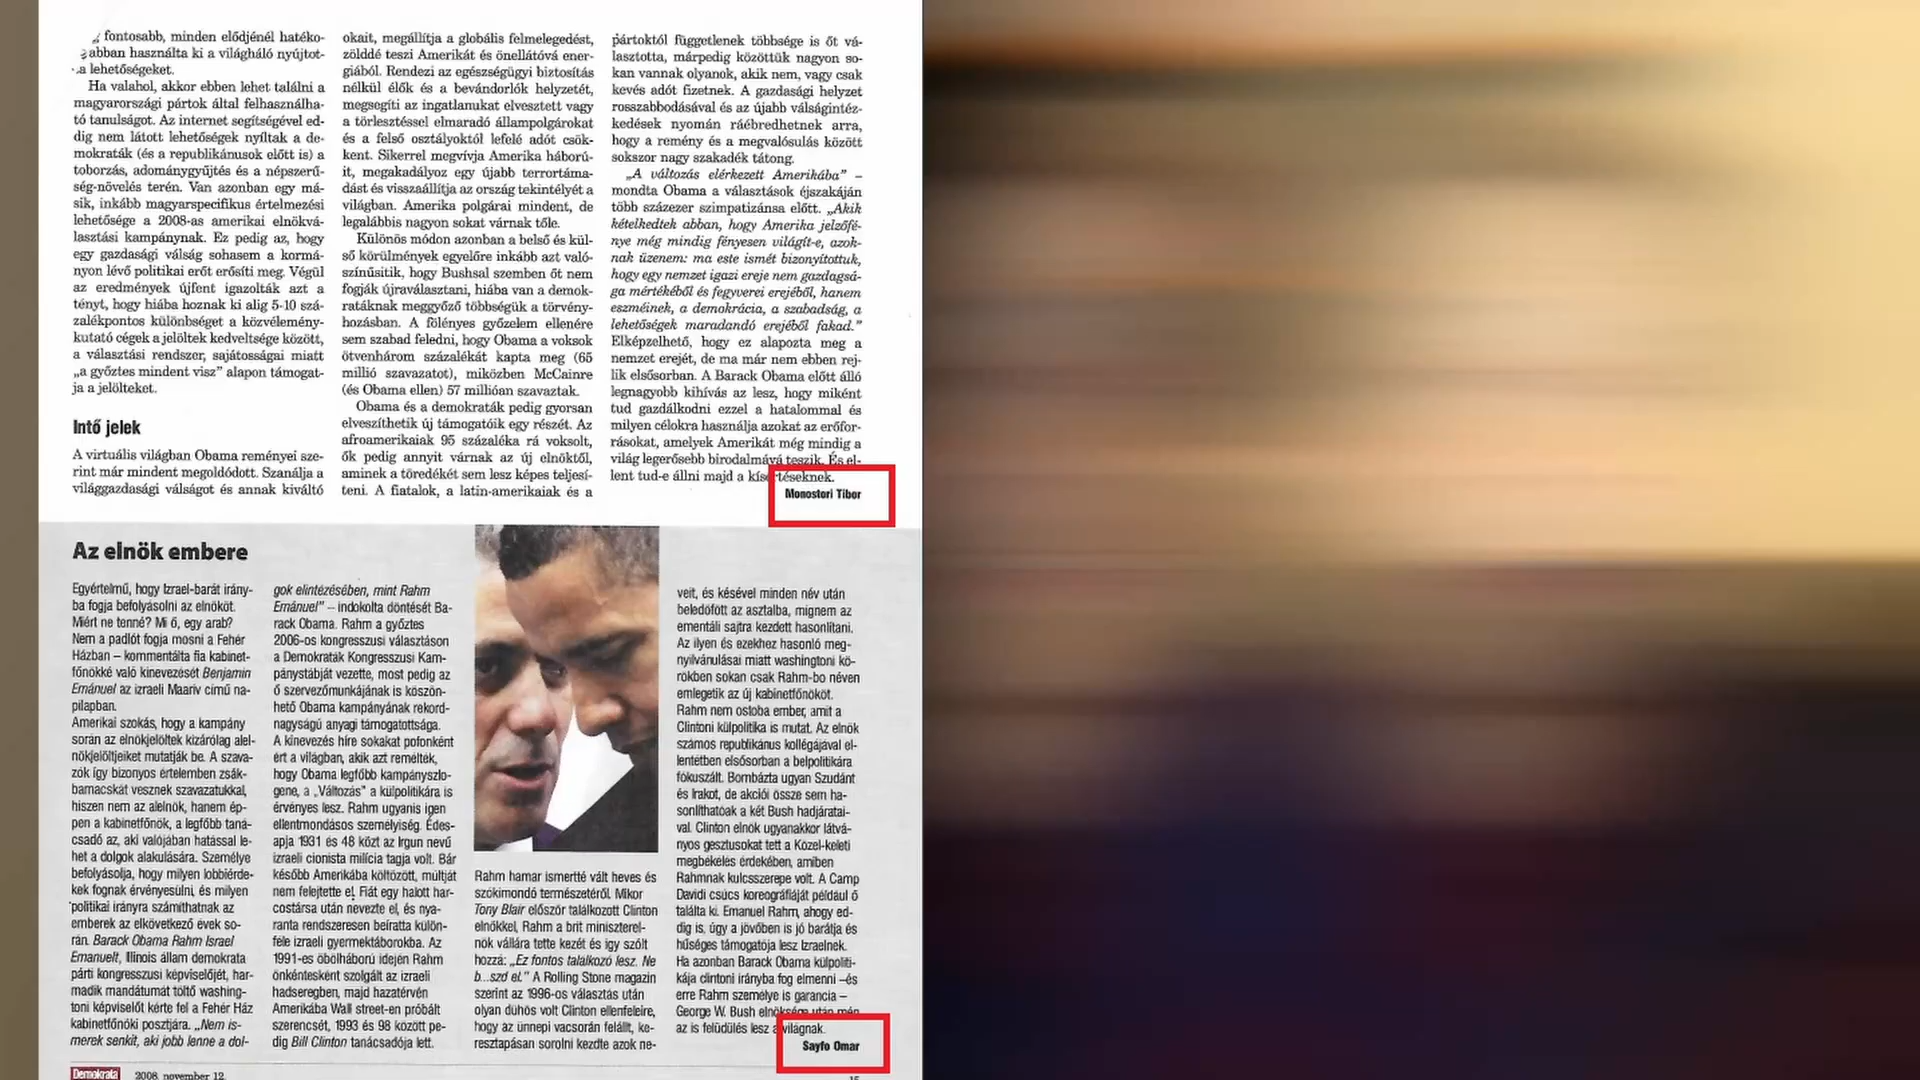 fontosabb, minden elődjénél hatéko-
abban használta ki a világháló nyújtot-
a lehetőségeket.
Ha valahol, akkor ebben lehet találni a
magyarországi pártok által felhasználha-
tó tanulságot. Az internet segítségével ed-
dig nem látott lehetőségek nyíltak a de-
mokraták (és a republikánusok előtt is) a
toborzás, adománygyűjtés és a népszerű-
ség-növelés terén. Van azonban egy má-
sik, inkább magyarspecifikus értelmezési
lehetősége a 2008-as amerikai elnökvá-
lasztási kampánynak. Ez pedig az, hogy
egy gazdasági válság sohasem a kormá-
nyon lévő politikai erőt erősíti meg. Végül
az eredmények újfent igazolták azt a
tényt, hogy hiába hoznak ki alig 5-10 szá-
zalékpontos különbséget a közvélemény-
kutató cégek a jelöltek kedveltsége között,
a választási rendszer, sajátosságai miatt
„a győztes mindent visz” alapon támogat-
ja a jelölteket.
Intő jelek
A virtuális világban Obama reményei sze-
rint már mindent megoldódott. Szanálja a
világgazdasági válságot és annak kiváltó
okait, megállítja a globális felmelegedést,
zölddé teszi Amerikát és önellátóvá ener-
giából. Rendezi az egészségügyi biztosítás
nélkül élők és a bevándorlók helyzetét,
megsegíti az ingatlanukat elvesztett vagy
a törlesztéssel elmaradó állampolgárokat
és a felső osztályoktól lefelé adót csök-
kent. Sikerrel megvívja Amerika háború-
it, megakadályoz egy újabb terrortáma-
dást és visszaállítja az ország tekintélyét a
világban. Amerika polgárai mindent, de
legalábbis nagyon sokat várnak tőle.
Különös módon azonban a belső és kül-
ső körülmények egyelőre inkább azt való-
színűsítik, hogy Bushsal szemben őt nem
fogják újraválasztani, hiába van a demok-
ratáknak meggyőző többségük a törvény-
hozásban. A fölényes győzelem ellenére
sem szabad feledni, hogy Obama a voksok
ötvenhárom százalékát kapta meg (65
millió szavazatot), miközben McCainre
(és Obama ellen) 57 millióan szavaztak.
Obama és a demokraták pedig gyorsan
elveszíthetik új támogatóik egy részét. Az
afroamerikaiak 95 százaléka rá voksolt,
ők pedig annyit várnak az új elnöktől,
aminek a töredékét sem lesz képes teljesí-
teni. A fiatalok, a latin-amerikaiak és a
pártoktól függetlenek többsége is őt vá-
lasztotta, márpedig közöttük nagyon so-
kan vannak olyanok, akik nem, vagy csak
kevés adót fizetnek. A gazdasági helyzet
rosszabbodásával és az újabb válságintéz-
kedések nyomán ráébredhetnek arra,
hogy a remény és a megvalósulás között
sokszor nagy szakadék tátong.
„A változás elérkezett Amerikába” –
mondta Obama a választások éjszakáján
több százezer szimpatizánsa előtt. „Akik
kételkedtek abban, hogy Amerika jelzőfé-
nye még mindig fényesen világít-e, azok-
nak üzenem: ma este ismét bizonyítottuk,
hogy egy nemzet igazi ereje nem gazdagsá-
ga mértékéből és fegyverei erejéből, hanem
eszméinek, a demokrácia, a szabadság, a
lehetőségek maradandó erejéből fakad.”
Elképzelhető, hogy ez alapozta meg a
nemzet erejét, de ma már nem ebben rej-
lik elsősorban. A Barack Obama előtt álló
legnagyobb kihívás az lesz, hogy miként
tud gazdálkodni ezzel a hatalommal és
milyen célokra használja azokat az erőfor-
rásokat, amelyek Amerikát még mindig a
világ legerősebb birodalmává teszik. És el-
lent tud-e állni majd a kísértéseknek.
Monostori Tibor
Az elnök embere
Egyértelmű, hogy Izrael-barát irány-
ba fogja befolyásolni az elnököt.
Miért ne tenné? Mi ő, egy arab?
Nem a padlót fogja mosni a Fehér
Házban – kommentálta fia kabinet-
főnökké való kinevezését Benjamin
Emánuel az izraeli Maariv című na-
pilapban.
Amerikai szokás, hogy a kampány
során az elnökjelöltek kizárólag alel-
nökjelöltjeiket mutatják be. A szava-
zók így bizonyos értelemben zsák-
bamacskát vesznek szavazatukkal,
hiszen nem az alelnök, hanem ép-
pen a kabinetfőnök, a legfőbb taná-
csadó az, aki valójában hatással le-
het a dolgok alakulására. Személye
befolyásolja, hogy milyen lobbiérde-
kek fognak érvényesülni, és milyen
politikai irányra számíthatnak az
emberek az elkövetkező évek so-
rán. Barack Obama Rahm Israel
Emanuelt, Illinois állam demokrata
párti kongresszusi képviselőjét, har-
madik mandátumát töltő washing-
toni képviselőt kérte fel a Fehér Ház
kabinetfőnöki posztjára. „Nem is-
merek senkit, aki jobb lenne a dol-
gok elintézésében, mint Rahm
Emánuel” – indokolta döntését Ba-
rack Obama. Rahm a győztes
2006-os kongresszusi választáson
a Demokraták Kongresszusi Kam-
pánystábját vezette, most pedig az
ő szervezőmunkájának is köszön-
hető Obama kampányának rekord-
nagyságú anyagi támogatottsága.
A kinevezés híre sokakat pofonként
ért a világban, akik azt remélték,
hogy Obama legfőbb kampányszlo-
gene, a „Változás” a külpolitikára is
érvényes lesz. Rahm ugyanis igen
ellentmondásos személyiség. Édes-
apja 1931 és 48 közt az Irgun nevű
izraeli cionista milícia tagja volt. Bár
később Amerikába költözött, múltját
nem felejtette el. Fiát egy halott har-
costársa után nevezte el, és nya-
ranta rendszeresen beíratta külön-
féle izraeli gyermektáborokba. Az
1991-es öbölháború idején Rahm
önkéntesként szolgált az izraeli
hadseregben, majd hazatérvén
Amerikába Wall street-en próbált
szerencsét, 1993 és 98 között pe-
dig Bill Clinton tanácsadója lett.
Rahm hamar ismertté vált heves és
szókimondó természetéről. Mikor
Tony Blair először találkozott Clinton
elnökkel, Rahm a brit miniszterel-
nök vállára tette kezét és így szólt
hozzá: „Ez fontos találkozó lesz. Ne
b...szd el.” A Rolling Stone magazin
szerint az 1996-os választás után
olyan dühös volt Clinton ellenfeleire,
hogy az ünnepi vacsorán felállt, ke-
resztapásan sorolni kezdte azok ne-
veit, és késével minden név után
beledöfött az asztalba, mígnem az
ementáli sajtra kezdett hasonlítani.
Az ilyen és ezekhez hasonló meg-
nyilvánulásai miatt washingtoni kö-
rökben sokan csak Rahm-bo néven
emlegetik az új kabinetfőnököt.
Rahm nem ostoba ember, amit a
Clintoni külpolitika is mutat. Az elnök
számos republikánus kollégájával el-
lentétben elsősorban a belpolitikára
fókuszált. Bombázta ugyan Szudánt
és Irakot, de akciói össze sem ha-
sonlíthatóak a két Bush hadjáratai-
val. Clinton elnök ugyanakkor látvá-
nyos gesztusokat tett a Közel-keleti
megbékélés érdekében, amiben
Rahmnak kulcsszerepe volt. A Camp
Davidi csúcs koreográfiáját például ő
találta ki. Emanuel Rahm, ahogy ed-
dig is, úgy a jövőben is jó barátja és
hűséges támogatója lesz Izraelnek.
Ha azonban Barack Obama külpoliti-
kája clintoni irányba fog elmenni –és
erre Rahm személye is garancia –
George W. Bush elnöksége után még
az is felüdülés lesz a világnak.
Sayfo Omar
Demokrata 2008. november 12.